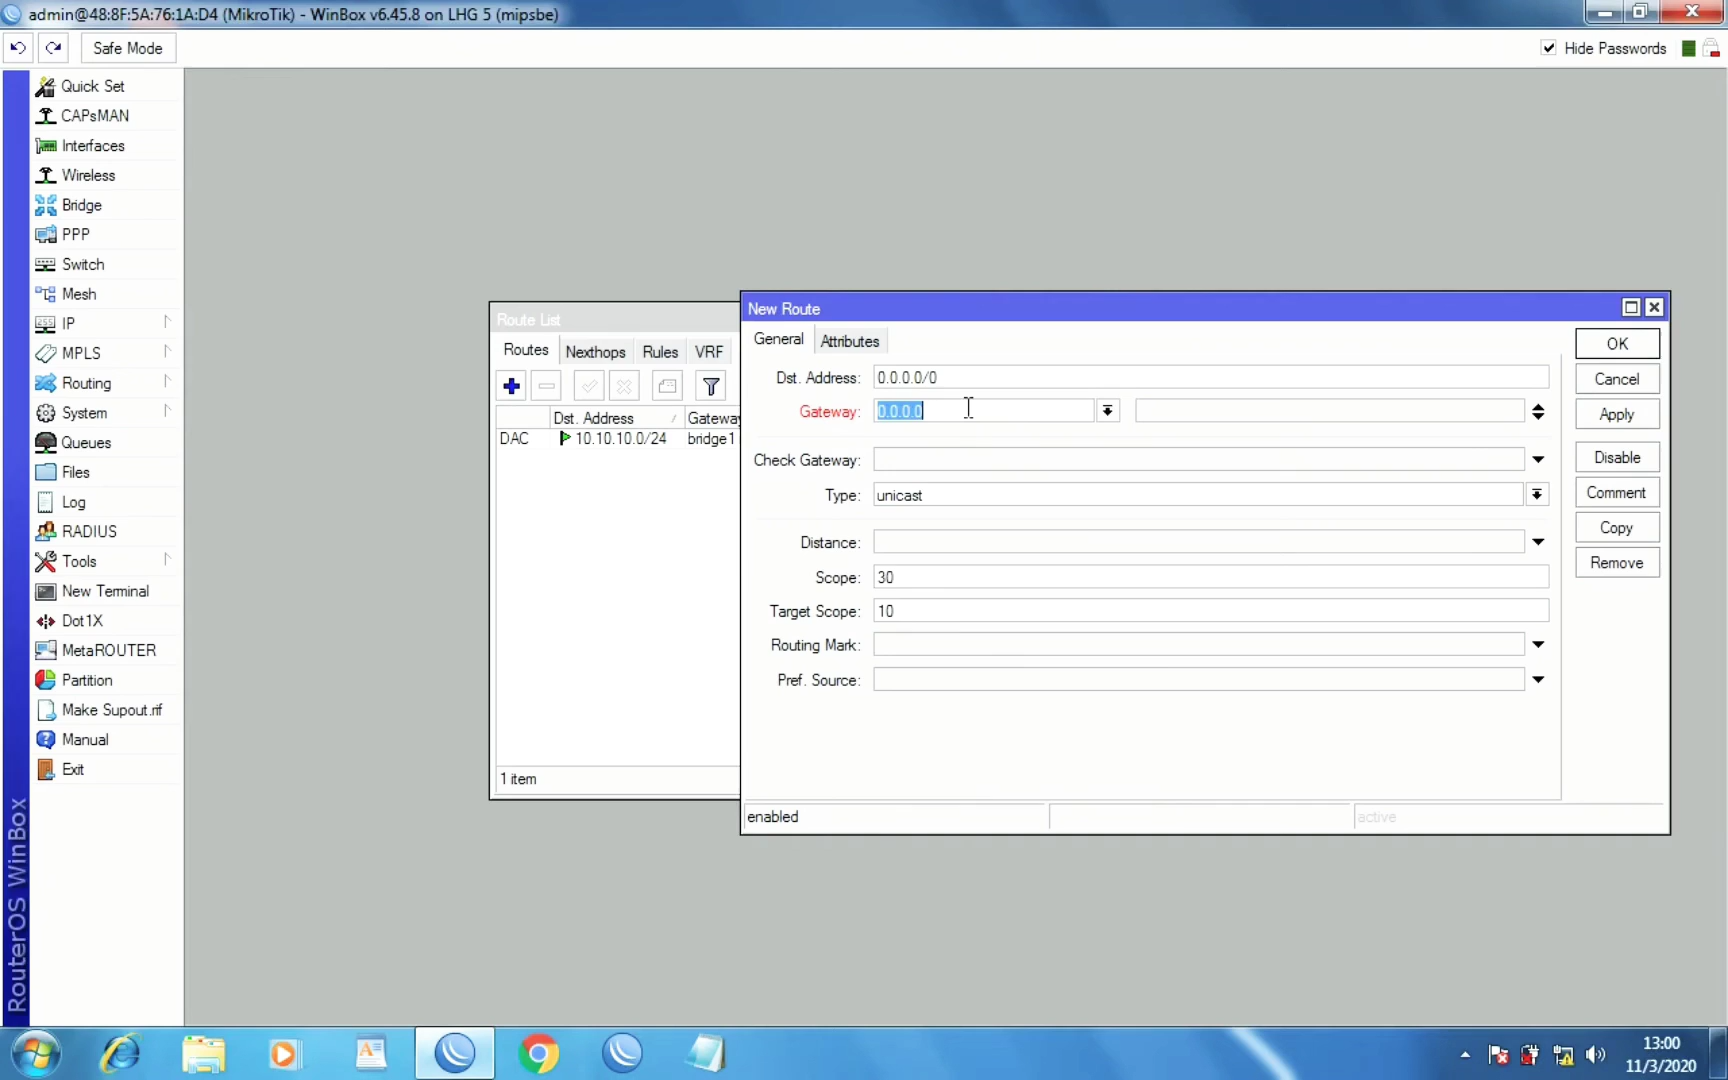 admin@48:8F:5A:76:1A:D4 (MikroTik) - WinBox v6.45.8 on LHG 5 (mipsbe)
Safe Mode
Hide Passwords
Quick Set
CAPsMAN
Interfaces
Wireless
Bridge
PPP
Switch
Mesh
IP
MPLS
Routing
System
Queues
Files
Log
RADIUS
Tools
New Terminal
Dot1X
MetaROUTER
Partition
Make Supout.rif
Manual
Exit
RouterOS WinBox
Route List
Routes Nexthops Rules VRF
Dst. Address Gateway
DAC 10.10.10.0/24 bridge1
1 item
New Route
General Attributes
Dst. Address: 0.0.0.0/0
Gateway: 0.0.0.0
Check Gateway:
Type: unicast
Distance:
Scope: 30
Target Scope: 10
Routing Mark:
Pref. Source:
OK
Cancel
Apply
Disable
Comment
Copy
Remove
enabled active
13:00
11/3/2020